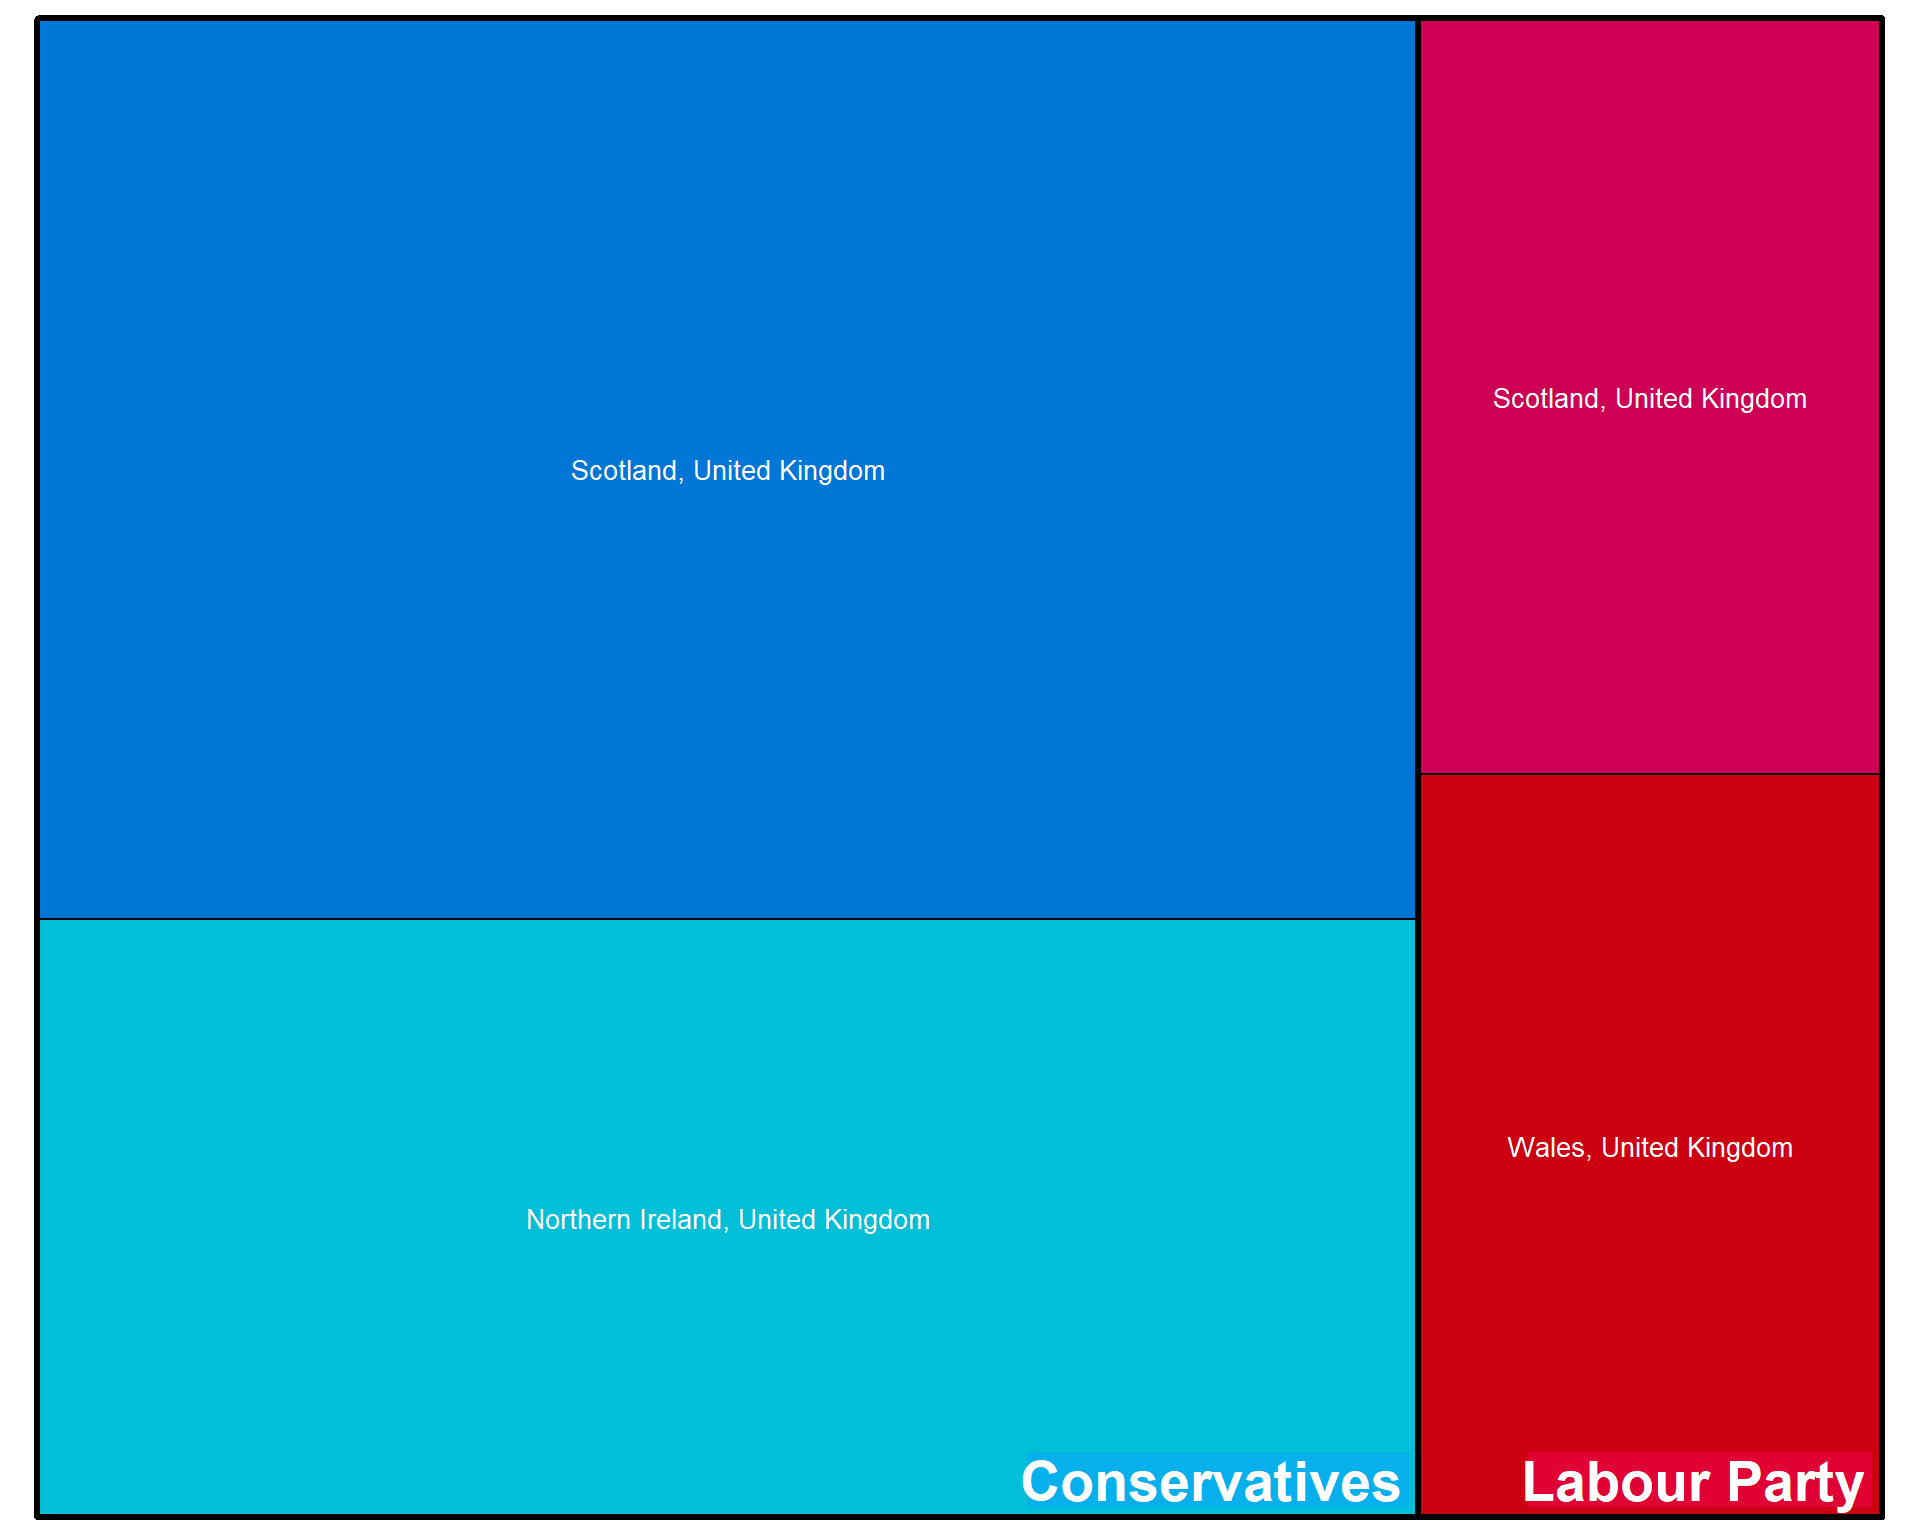 Scotland, United Kingdom
Northern Ireland, United Kingdom
Conservatives
Scotland, United Kingdom
Wales, United Kingdom
Labour Party